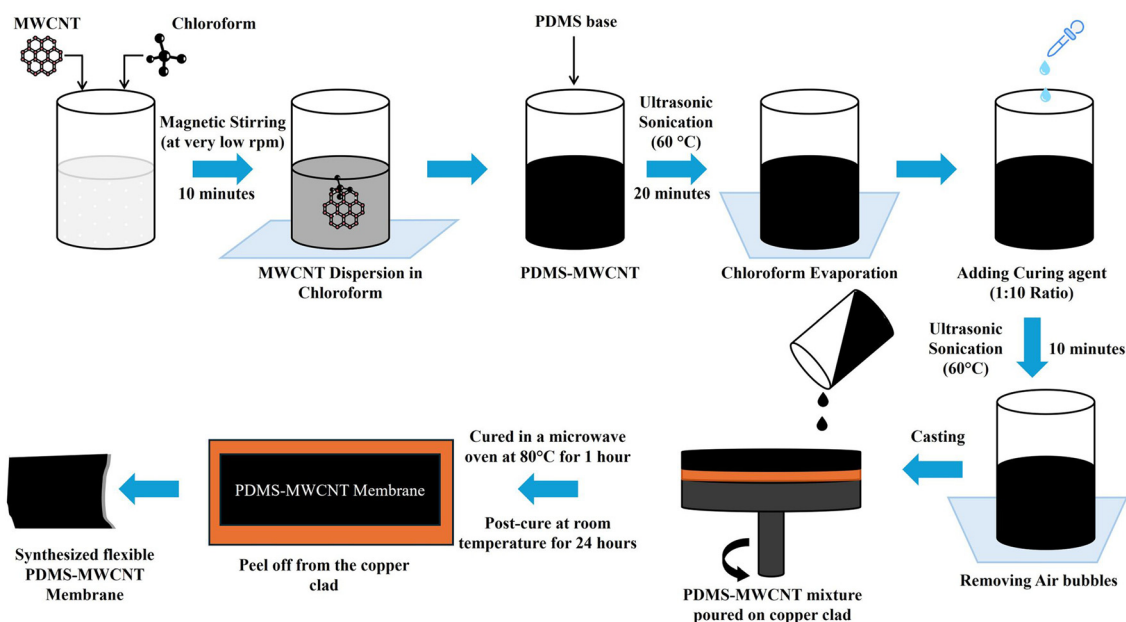 MWCNT
Chloroform
Magnetic Stirring
(at very low rpm)
10 minutes
MWCNT Dispersion in
Chloroform
PDMS base
PDMS-MWCNT
Ultrasonic
Sonication
(60 °C)
20 minutes
Chloroform Evaporation
Adding Curing agent
(1:10 Ratio)
Ultrasonic
Sonication
(60°C)
10 minutes
Removing Air bubbles
Casting
PDMS-MWCNT mixture
poured on copper clad
Cured in a microwave
oven at 80°C for 1 hour
Post-cure at room
temperature for 24 hours
PDMS-MWCNT Membrane
Peel off from the copper
clad
Synthesized flexible
PDMS-MWCNT
Membrane